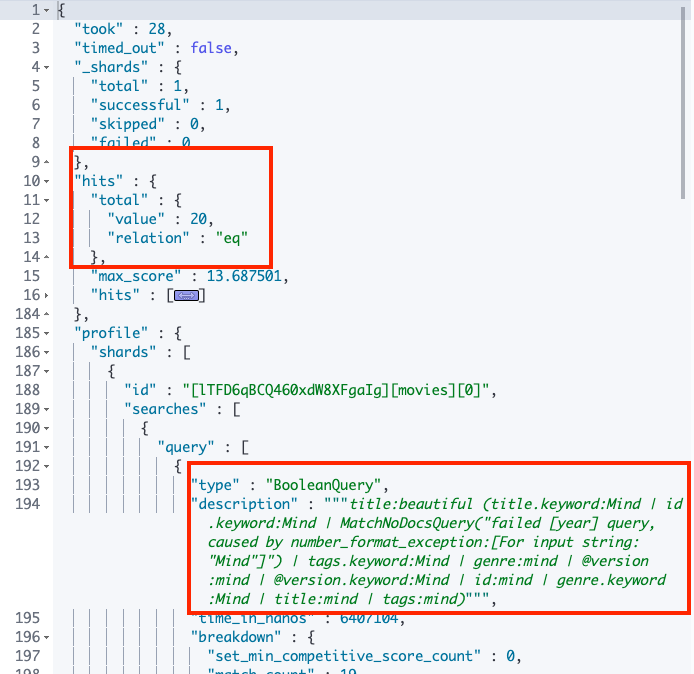 1 {
2 "took" : 28,
3 "timed_out" : false,
4 "_shards" : {
5 "total" : 1,
6 "successful" : 1,
7 "skipped" : 0,
8 "failed" : 0
9 },
10 "hits" : {
11 "total" : {
12 "value" : 20,
13 "relation" : "eq"
14 },
15 "max_score" : 13.687501,
16 "hits" : [<->]
184 },
185 "profile" : {
186 "shards" : [
187 {
188 "id" : "[lTFD6qBCQ460xdW8XFgaIg][movies][0]",
189 "searches" : [
190 {
191 "query" : [
192 {
193 "type" : "BooleanQuery",
194 "description" : """title:beautiful (title.keyword:Mind | id
.keyword:Mind | MatchNoDocsQuery("failed [year] query,
caused by number_format_exception:[For input string:
"Mind"]") | tags.keyword:Mind | genre:mind | @version
:mind | @version.keyword:Mind | id:mind | genre.keyword
:Mind | title:mind | tags:mind)""",
195 "time_in_nanos" : 6407104,
196 "breakdown" : {
197 "set_min_competitive_score_count" : 0,
198 "match_count" : 19,